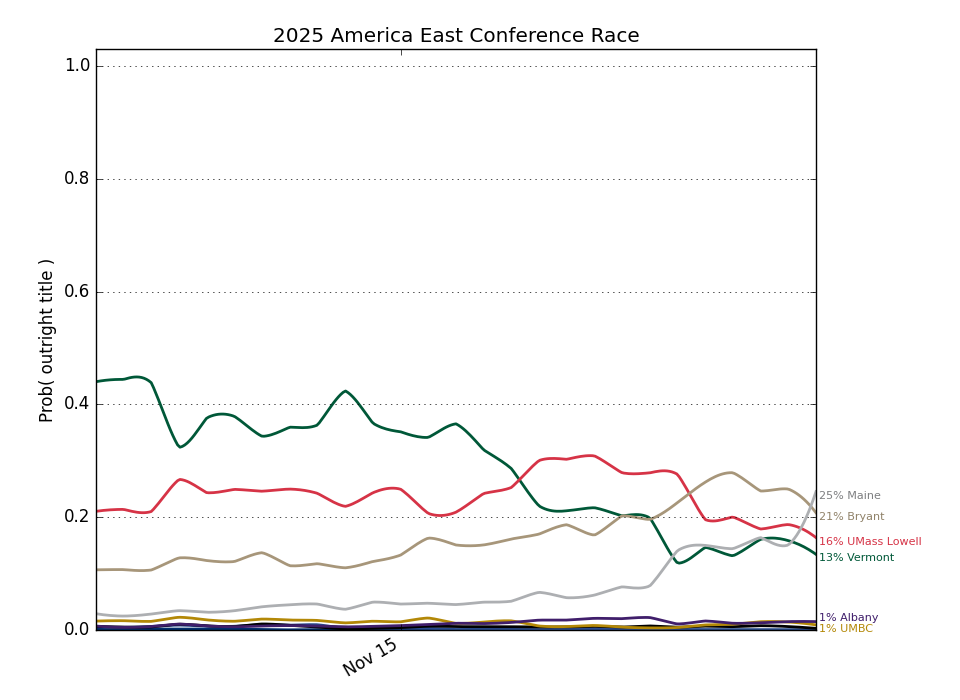 2025 America East Conference Race
Prob( outright title )
1.0
0.8
0.6
0.4
0.2
0.0
Nov 15
25% Maine
21% Bryant
16% UMass Lowell
13% Vermont
1% Albany
1% UMBC